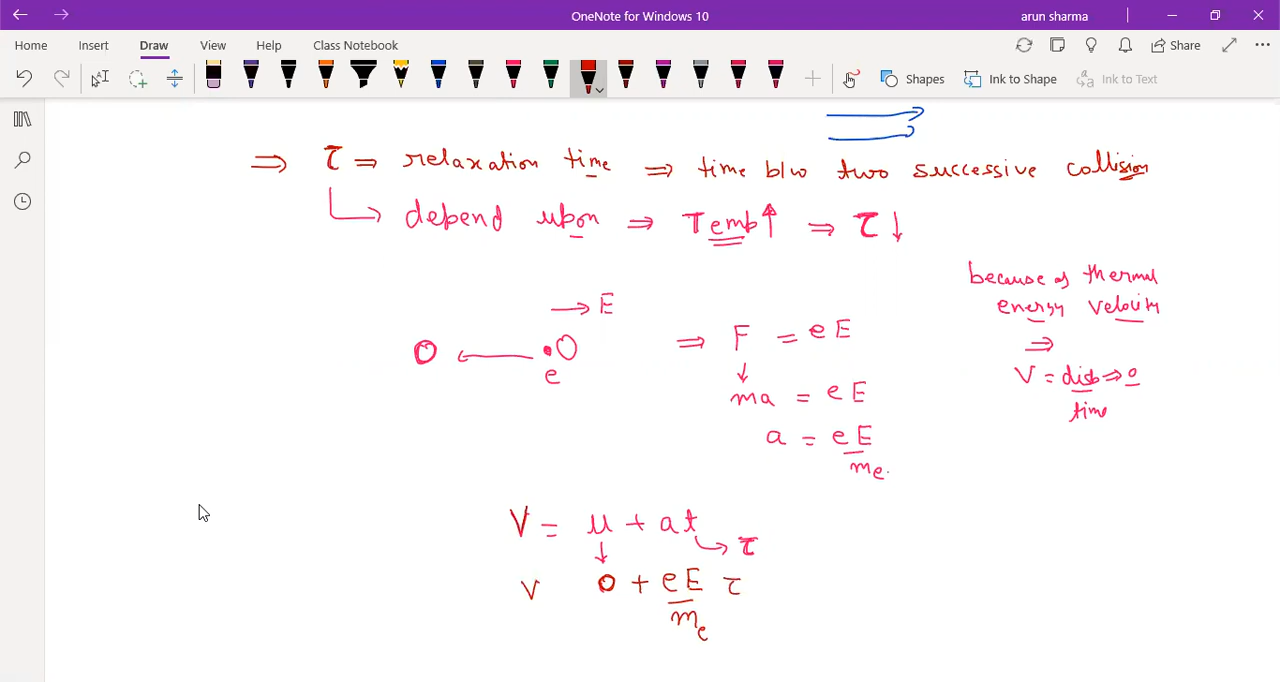 OneNote for Windows 10
arun sharma
Home Insert Draw View Help Class Notebook Share
Shapes Ink to Shape Ink to Text
⇒ τ ⇒ relaxation time ⇒ time b/w two successive collision
depend upon ⇒ Temp↑ ⇒ τ↓
because of thermal
energy velocity
⇒
V = dist ⇒ 0
time
→ E
O ← •O
e
⇒ F = eE
↓
ma = eE
a = eE
me
V = u + at
↓ → τ
V 0 + eE τ
me